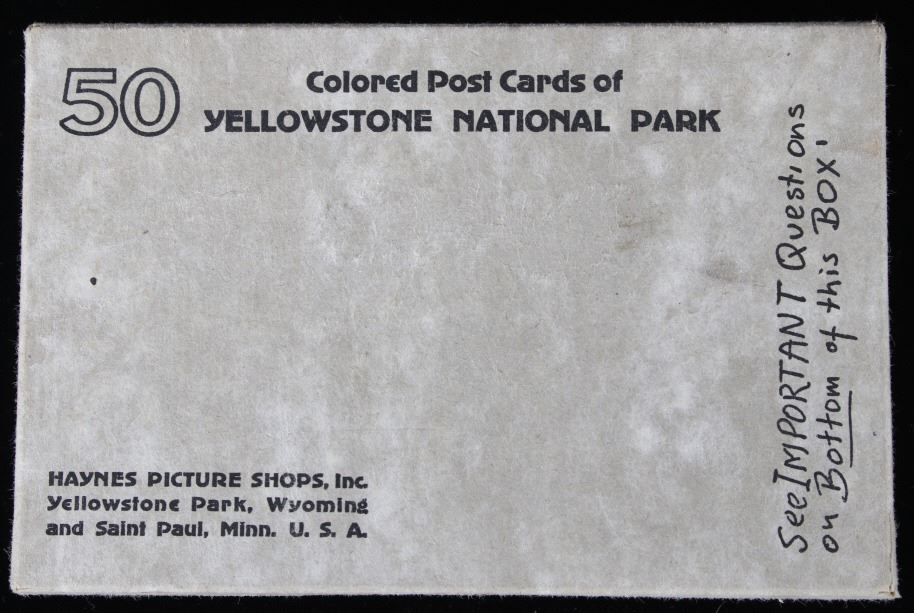 50
Colored Post Cards of
YELLOWSTONE NATIONAL PARK
HAYNES PICTURE SHOPS, Inc.
Yellowstone Park, Wyoming
and Saint Paul, Minn. U. S. A.
See IMPORTANT Questions
on Bottom of this BOX!